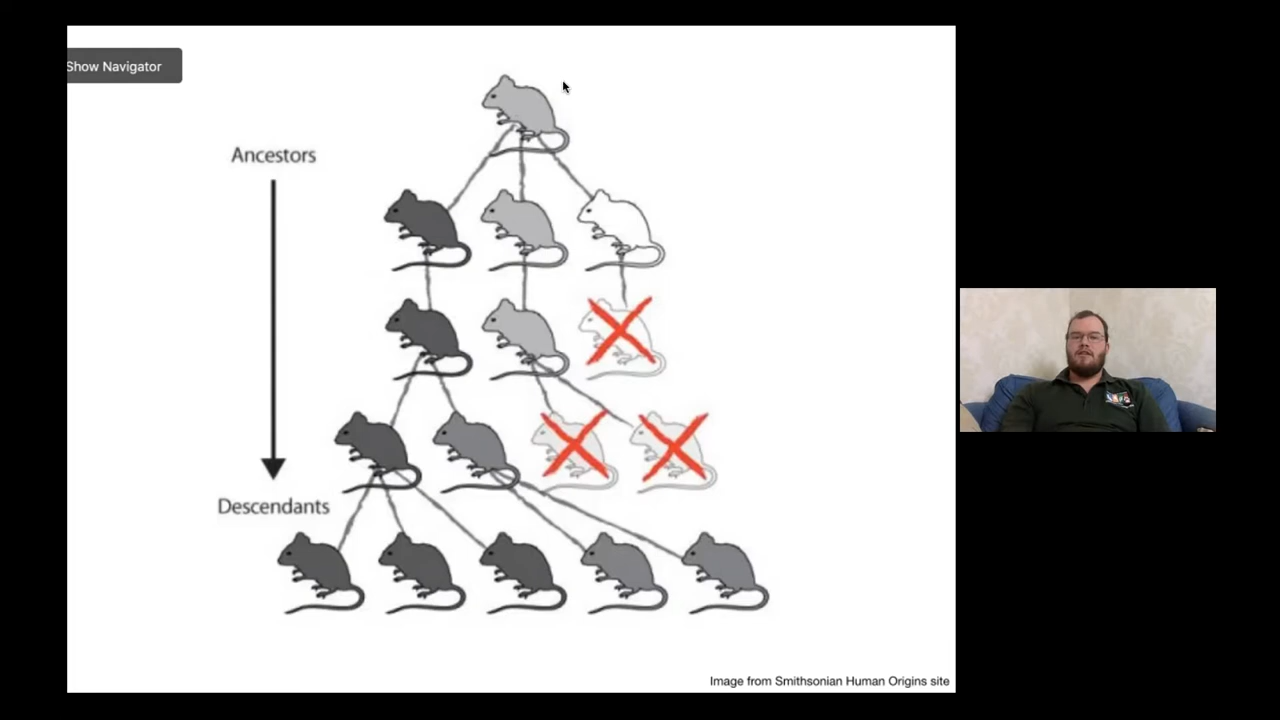 Show Navigator
Ancestors
Descendants
Image from Smithsonian Human Origins site